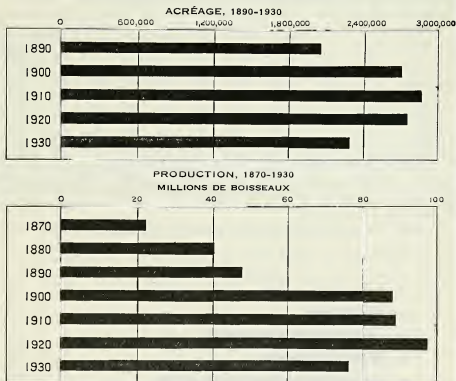 ACRÉAGE, 1890-1930
0 600,000 1,200,000 1,800,000 2,400,000 3,000,000
1890
1900
1910
1920
1930
PRODUCTION, 1870-1930
MILLIONS DE BOISSEAUX
0 20 40 60 80 100
1870
1880
1890
1900
1910
1920
1930